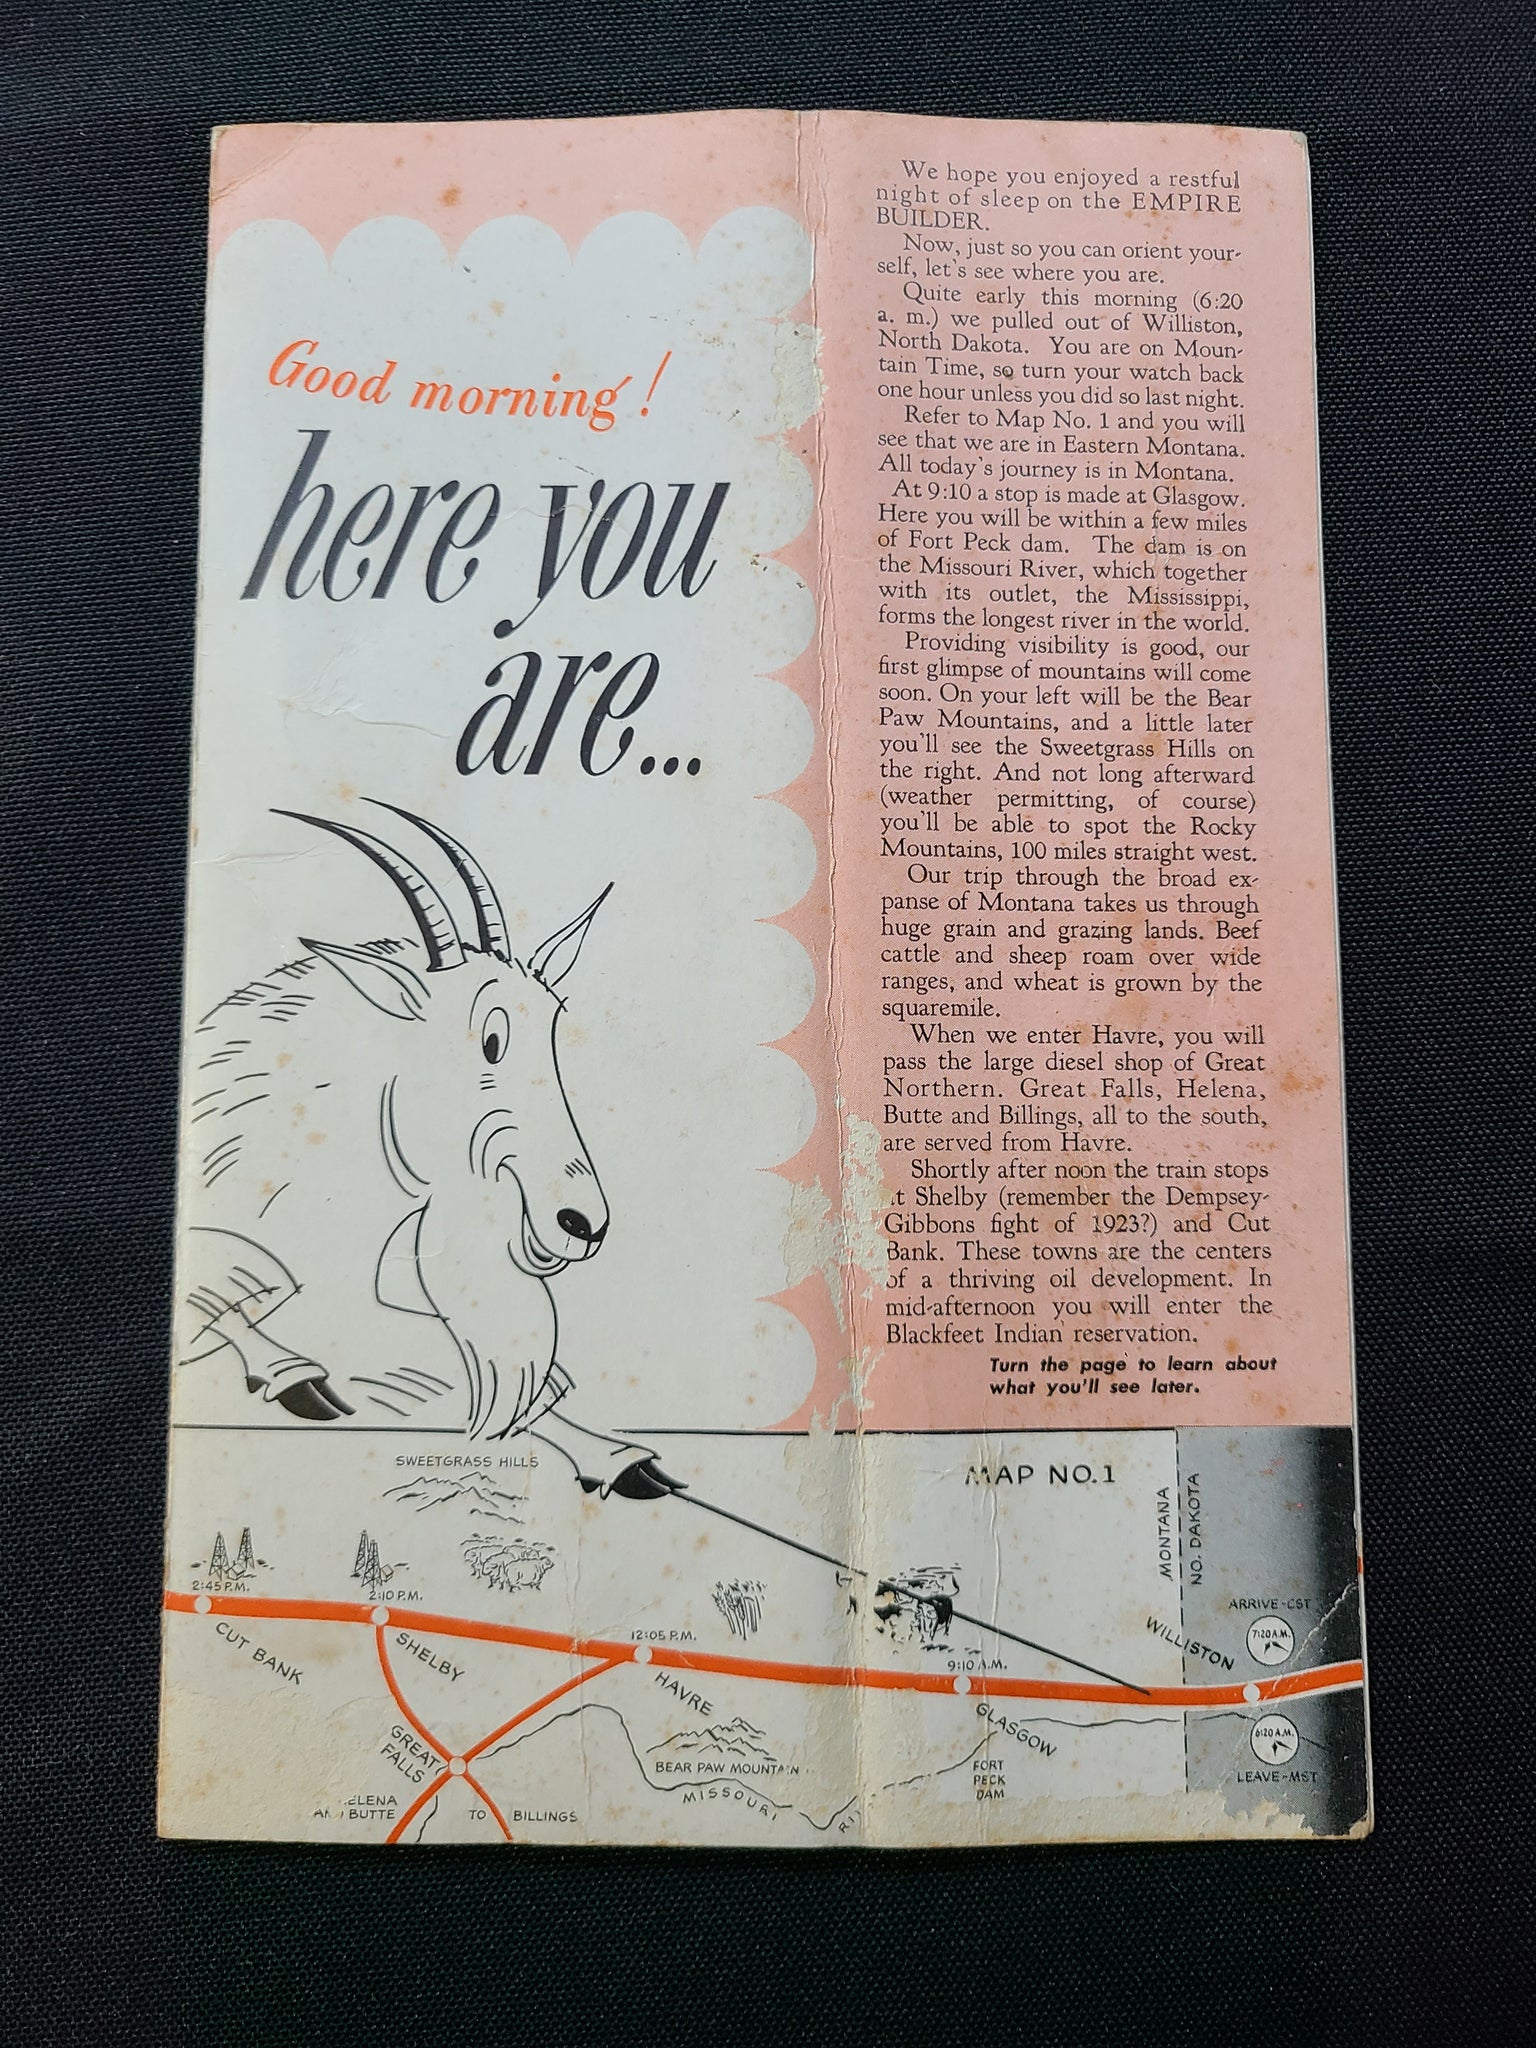 Good morning!
here you
are...
We hope you enjoyed a restful
night of sleep on the EMPIRE
BUILDER.
Now, just so you can orient your-
self, let's see where you are.
Quite early this morning (6:20
a. m.) we pulled out of Williston,
North Dakota. You are on Moun-
tain Time, so turn your watch back
one hour unless you did so last night.
Refer to Map No. 1 and you will
see that we are in Eastern Montana.
All today's journey is in Montana.
At 9:10 a stop is made at Glasgow.
Here you will be within a few miles
of Fort Peck dam. The dam is on
the Missouri River, which together
with its outlet, the Mississippi,
forms the longest river in the world.
Providing visibility is good, our
first glimpse of mountains will come
soon. On your left will be the Bear
Paw Mountains, and a little later
you'll see the Sweetgrass Hills on
the right. And not long afterward
(weather permitting, of course)
you'll be able to spot the Rocky
Mountains, 100 miles straight west.
Our trip through the broad ex-
panse of Montana takes us through
huge grain and grazing lands. Beef
cattle and sheep roam over wide
ranges, and wheat is grown by the
squaremile.
When we enter Havre, you will
pass the large diesel shop of Great
Northern. Great Falls, Helena,
Butte and Billings, all to the south,
are served from Havre.
Shortly after noon the train stops
t Shelby (remember the Dempsey-
Gibbons fight of 1923?) and Cut
Bank. These towns are the centers
of a thriving oil development. In
mid-afternoon you will enter the
Blackfeet Indian reservation.
Turn the page to learn about
what you'll see later.
SWEETGRASS HILLS
MAP NO.1
MONTANA
NO. DAKOTA
2:45 P.M.
2:10 P.M.
12:05 P.M.
9:10 A.M.
ARRIVE-CST
7:20 A.M.
CUT BANK
SHELBY
HAVRE
GLASGOW
WILLISTON
6:20 A.M.
LEAVE-MST
GREAT
FALLS
BEAR PAW MOUNTAIN
MISSOURI
RI
FORT
PECK
DAM
ELENA
AND BUTTE
TO BILLINGS